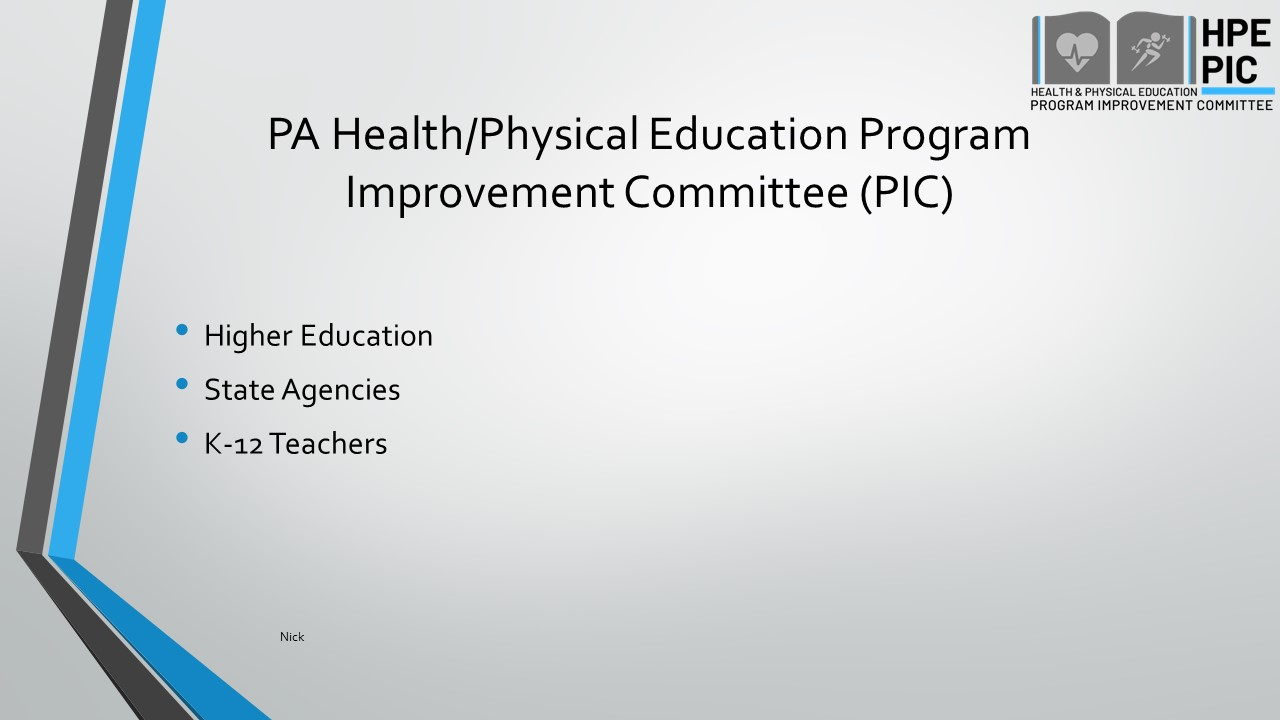 HPE
PIC
HEALTH & PHYSICAL EDUCATION
PROGRAM IMPROVEMENT COMMITTEE
PA Health/Physical Education Program
Improvement Committee (PIC)
• Higher Education
• State Agencies
• K-12 Teachers
Nick